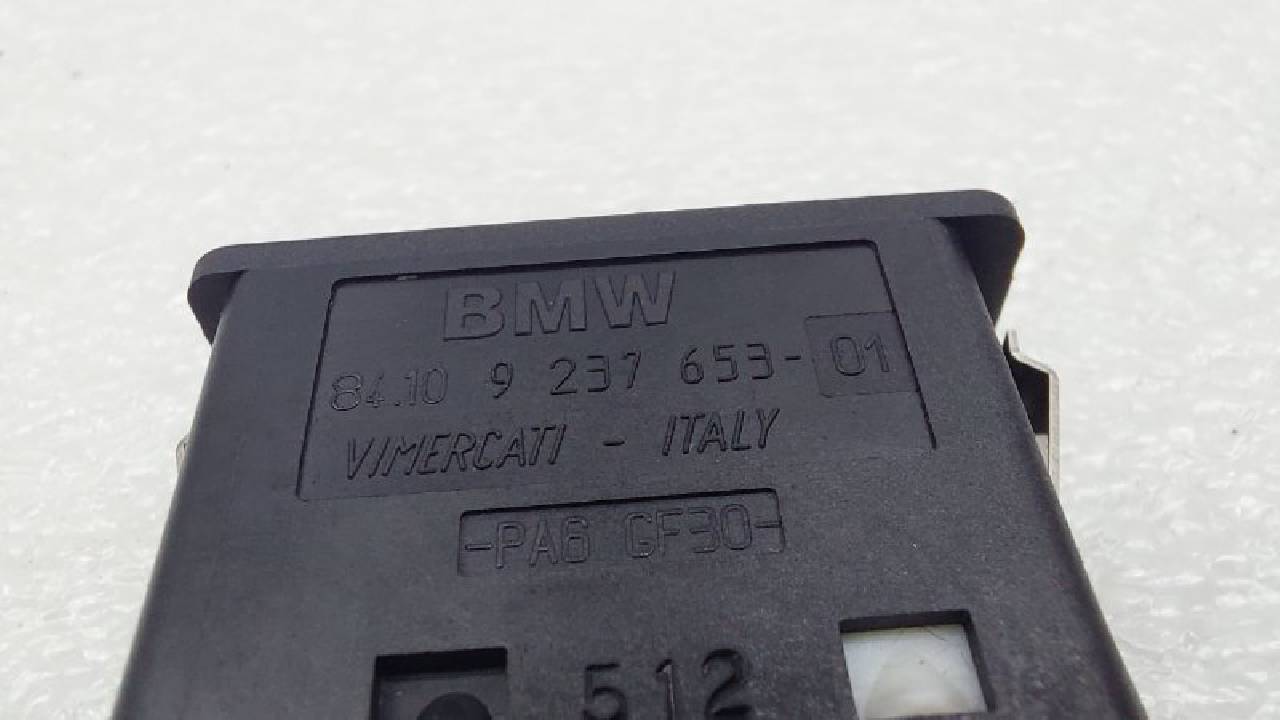 BMW
84.10 9 237 653-01
VIMERCATI - ITALY
-PA6 GF30-
512